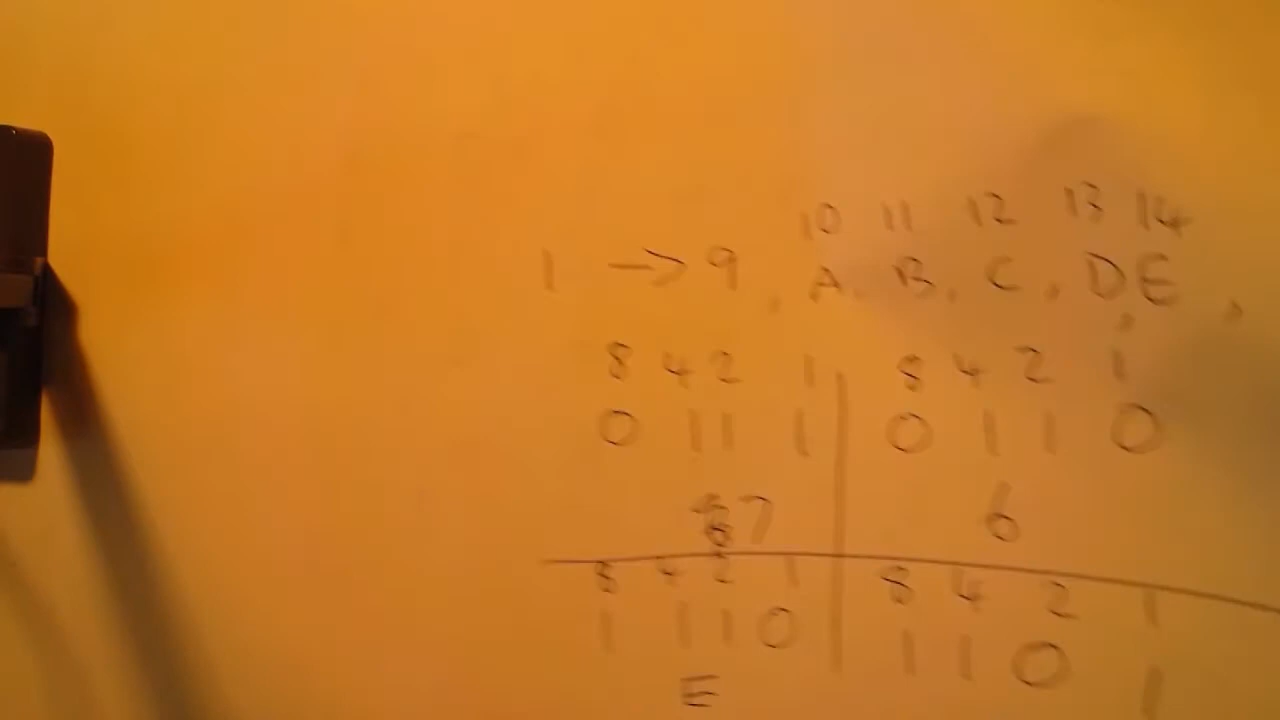 10 11 12 13 14
1 -> 9 , A , B , C , D , E ,
8 4 2 1 | 8 4 2 1
0 1 1 1 | 0 1 1 0
7 6
8 4 2 1 8 4 2 1
1 1 1 0 1 1 0 1
E